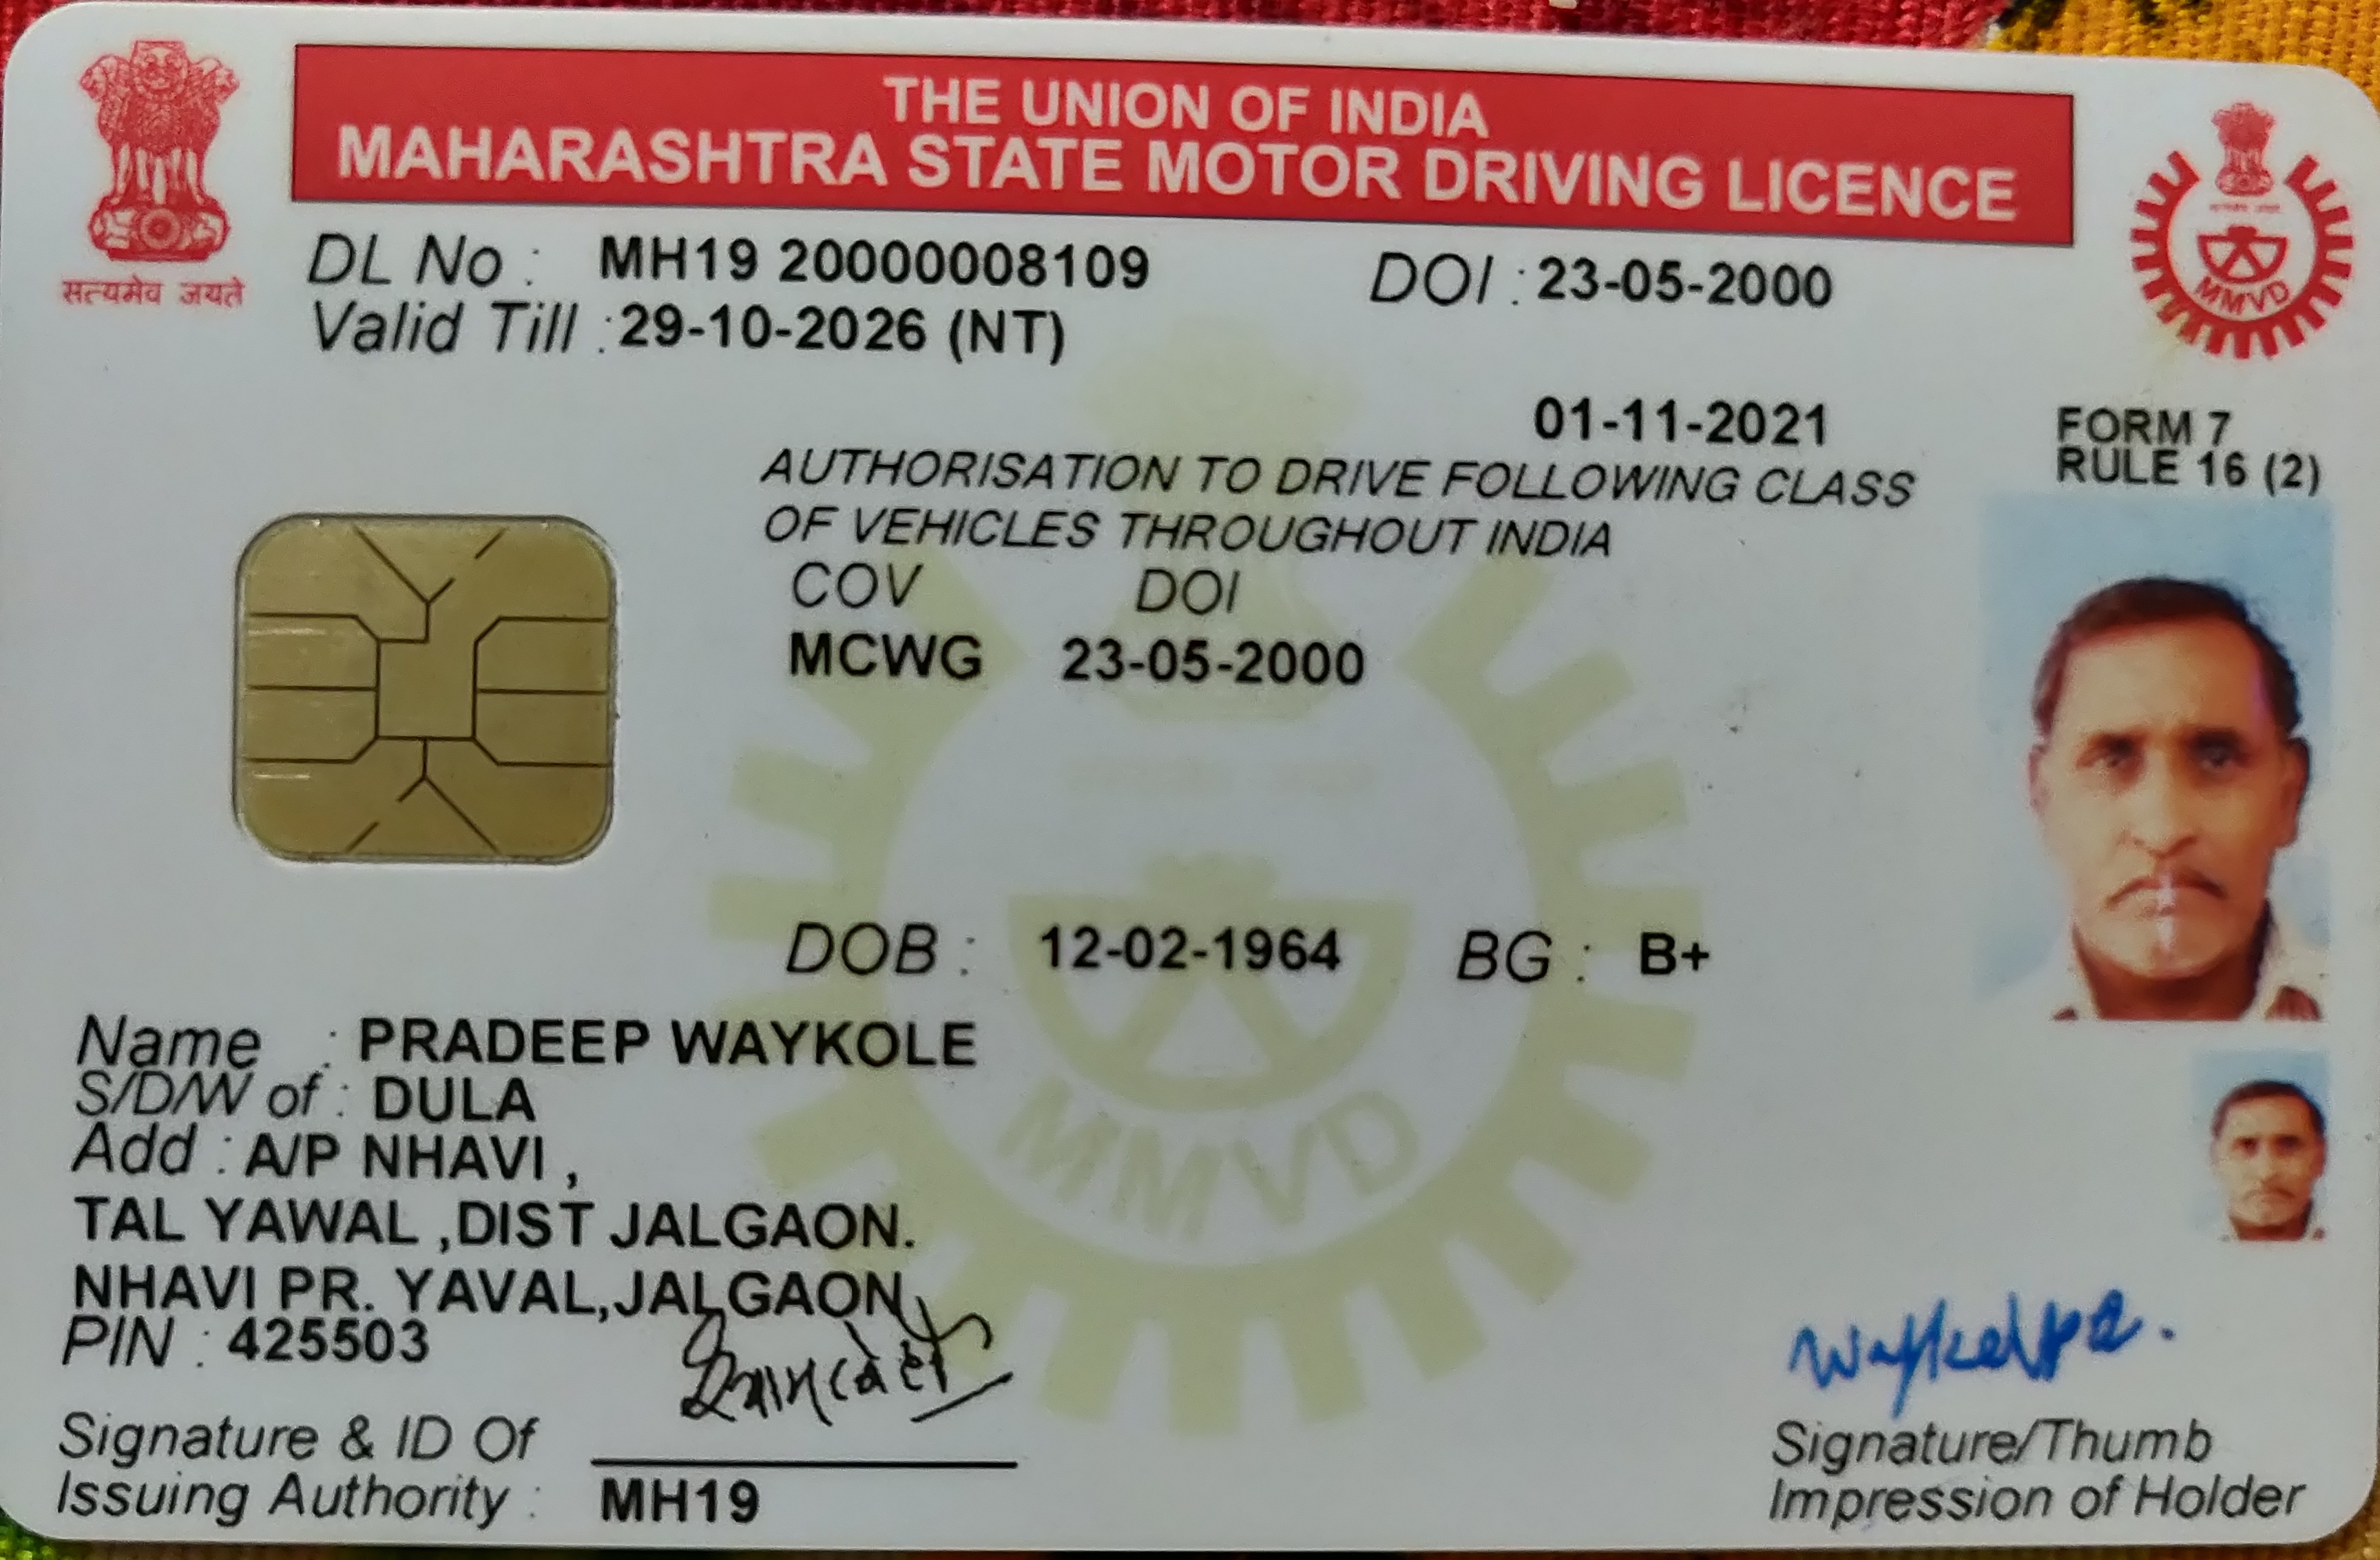 THE UNION OF INDIA
MAHARASHTRA STATE MOTOR DRIVING LICENCE
सत्यमेव जयते
MMVD
DL No : MH19 20000008109 DOI : 23-05-2000
Valid Till : 29-10-2026 (NT)
01-11-2021
FORM 7
RULE 16 (2)
AUTHORISATION TO DRIVE FOLLOWING CLASS
OF VEHICLES THROUGHOUT INDIA
COV DOI
MCWG 23-05-2000
DOB : 12-02-1964 BG : B+
Name : PRADEEP WAYKOLE
S/D/W of : DULA
Add : A/P NHAVI ,
TAL YAWAL ,DIST JALGAON.
NHAVI PR. YAVAL,JALGAON
PIN : 425503
MMVD
Signature & ID Of
Issuing Authority : MH19
Signature/Thumb
Impression of Holder